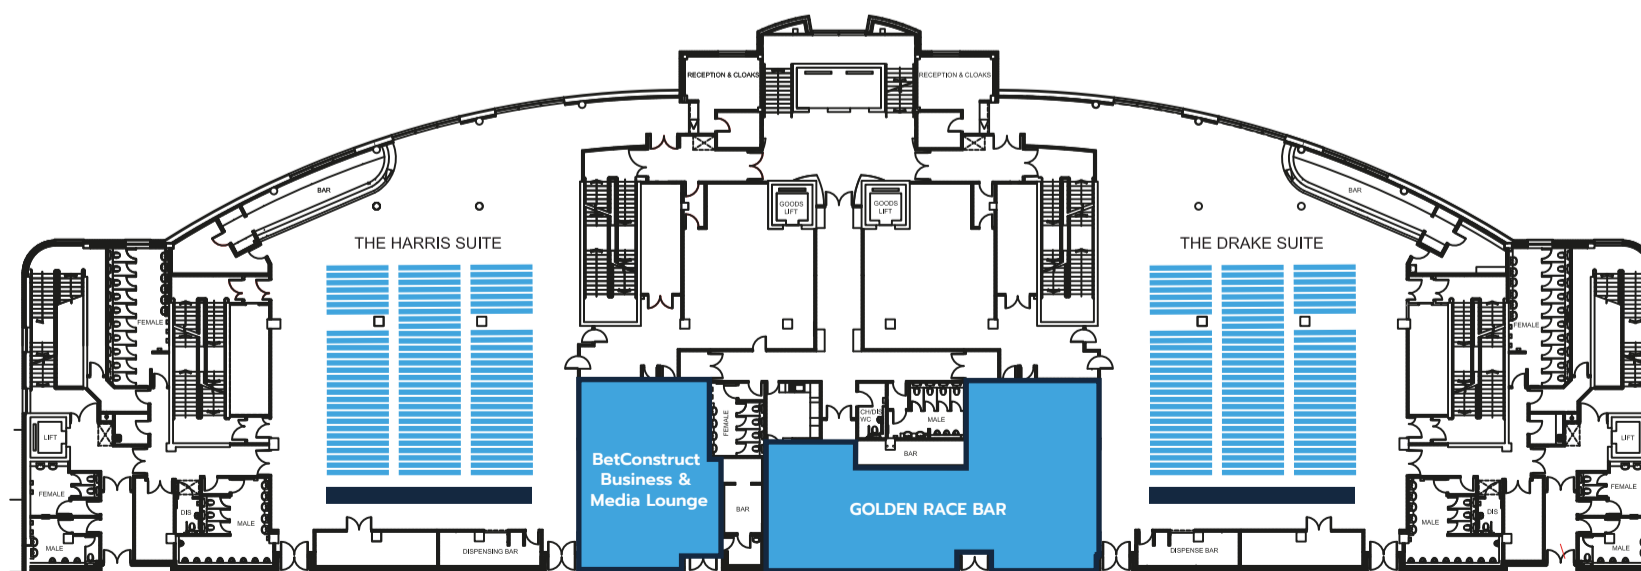 RECEPTION & CLOAKS
RECEPTION & CLOAKS
BAR
BAR
GOODS
LIFT
GOODS
LIFT
THE HARRIS SUITE
THE DRAKE SUITE
FEMALE
FEMALE
LIFT
FEMALE
MALE
DIS
MALE
BetConstruct
Business &
Media Lounge
FEMALE
BAR
CH/DIS
WC
MALE
BAR
GOLDEN RACE BAR
DISPENSING BAR
DISPENSE BAR
MALE
DIS
LIFT
FEMALE
MALE